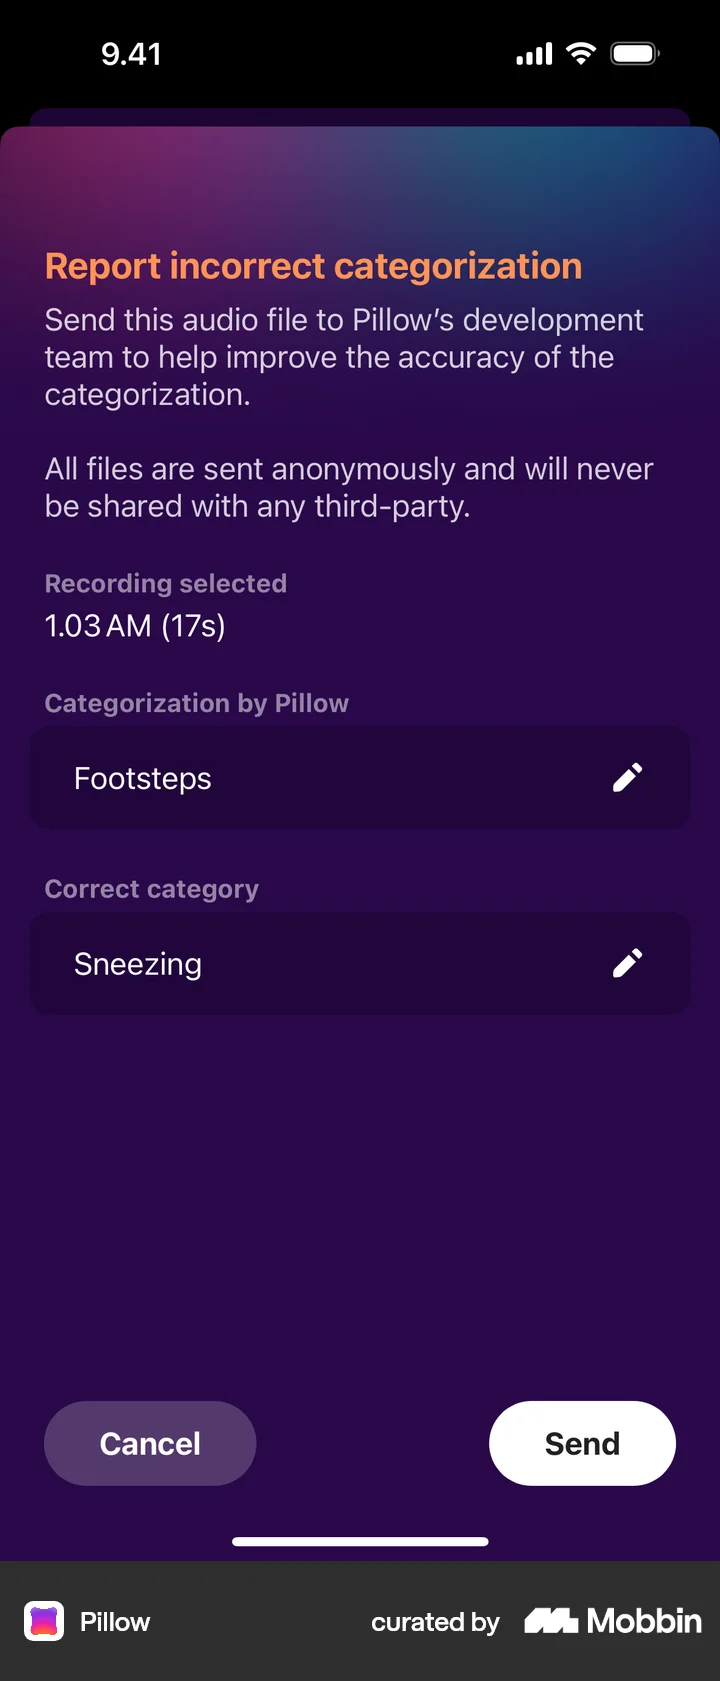 9.41
Report incorrect categorization
Send this audio file to Pillow’s development
team to help improve the accuracy of the
categorization.
All files are sent anonymously and will never
be shared with any third-party.
Recording selected
1.03 AM (17s)
Categorization by Pillow
Footsteps
Correct category
Sneezing
Cancel
Send
Pillow
curated by Mobbin